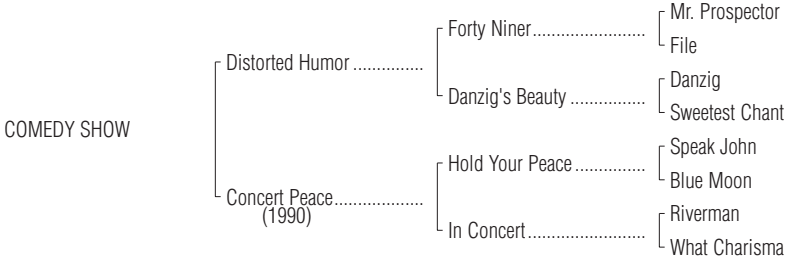 Mr. Prospector
Forty Niner........................
File
Distorted Humor ...............
Danzig
Danzig's Beauty ................
Sweetest Chant
COMEDY SHOW
Speak John
Hold Your Peace ...............
Blue Moon
Concert Peace...................
(1990)
Riverman
In Concert.........................
What Charisma